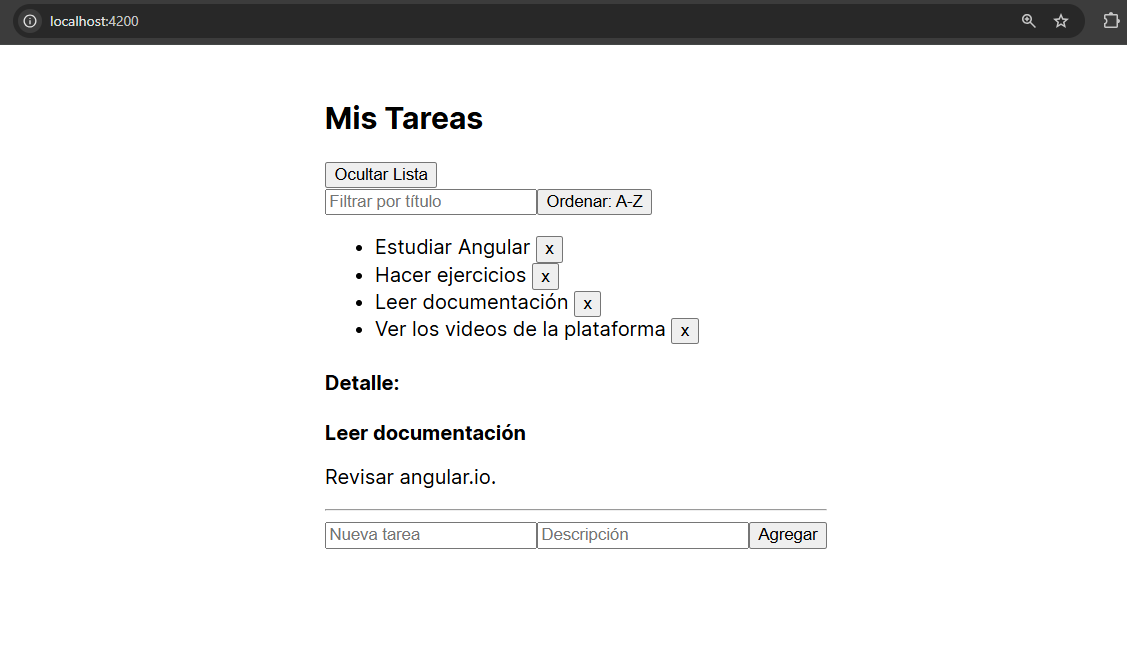 localhost:4200
Mis Tareas
Ocultar Lista
Filtrar por título Ordenar: A-Z
Estudiar Angular x
Hacer ejercicios x
Leer documentación x
Ver los videos de la plataforma x
Detalle:
Leer documentación
Revisar angular.io.
Nueva tarea Descripción Agregar